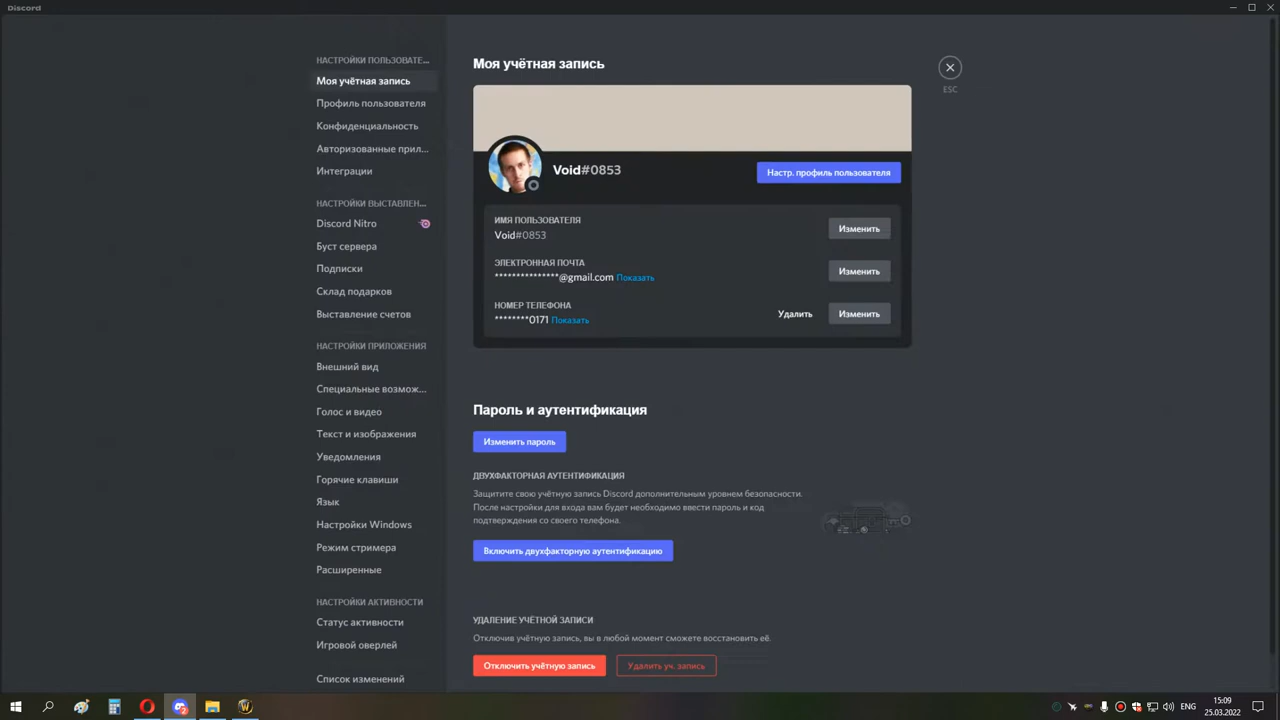 Discord
НАСТРОЙКИ ПОЛЬЗОВАТЕ...
Моя учётная запись
Профиль пользователя
Конфиденциальность
Авторизованные прил...
Интеграции
НАСТРОЙКИ ВЫСТАВЛЕН...
Discord Nitro
Буст сервера
Подписки
Склад подарков
Выставление счетов
НАСТРОЙКИ ПРИЛОЖЕНИЯ
Внешний вид
Специальные возмож...
Голос и видео
Текст и изображения
Уведомления
Горячие клавиши
Язык
Настройки Windows
Режим стримера
Расширенные
НАСТРОЙКИ АКТИВНОСТИ
Статус активности
Игровой оверлей
Список изменений
Моя учётная запись
ESC
Void#0853
Настр. профиль пользователя
ИМЯ ПОЛЬЗОВАТЕЛЯ
Void#0853
Изменить
ЭЛЕКТРОННАЯ ПОЧТА
***************@gmail.com Показать
Изменить
НОМЕР ТЕЛЕФОНА
********0171 Показать
Удалить
Изменить
Пароль и аутентификация
Изменить пароль
ДВУХФАКТОРНАЯ АУТЕНТИФИКАЦИЯ
Защитите свою учётную запись Discord дополнительным уровнем безопасности.
После настройки для входа вам будет необходимо ввести пароль и код
подтверждения со своего телефона.
Включить двухфакторную аутентификацию
УДАЛЕНИЕ УЧЁТНОЙ ЗАПИСИ
Отключив учётную запись, вы в любой момент сможете восстановить её.
Отключить учётную запись
Удалить уч. запись
ENG
15:09
25.03.2022